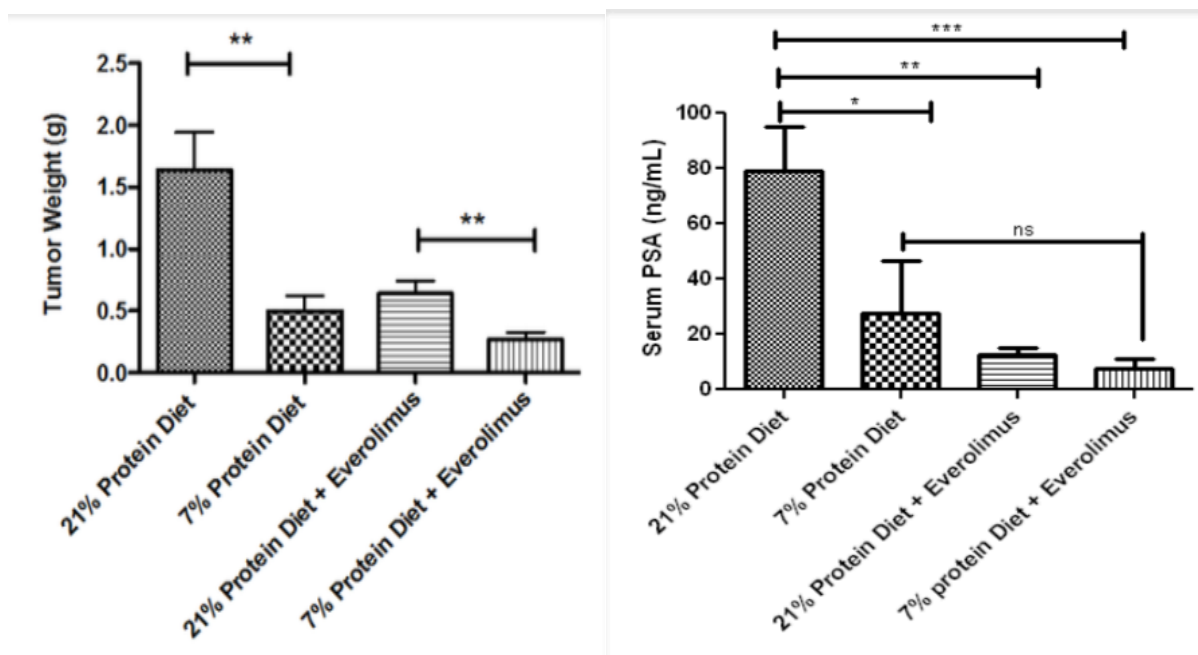 **
2.5
2.0
1.5
1.0
0.5
0.0
Tumor Weight (g)
**
21% Protein Diet
7% Protein Diet
21% Protein Diet + Everolimus
7% Protein Diet + Everolimus
***
**
*
100
80
60
40
20
0
Serum PSA (ng/mL)
ns
21% Protein Diet
7% Protein Diet
21% Protein Diet + Everolimus
7% protein Diet + Everolimus